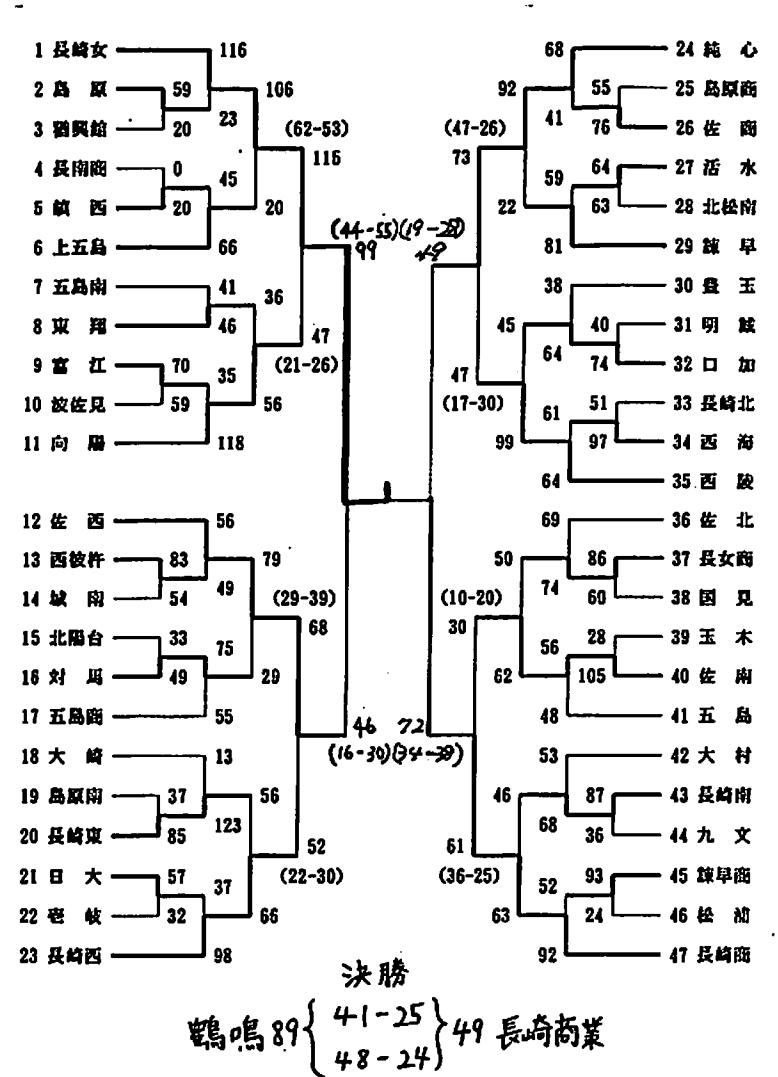 1 長崎女 116
2 島原 59
106
3 猶興館 20
23
(62-53)
115
4 長南商 0
45
5 鎮西 20
20
6 上五島 66
(44-55)
99
7 五島南 41
36
8 東翔 46
47
(21-26)
9 富江 70
35
10 波佐見 59
56
11 向陽 118
12 佐西 56
79
13 西彼杵 83
49
14 城南 54
(29-39)
68
15 北陽台 33
75
16 対馬 49
29
17 五島商 55
46
(16-30)
18 大崎 13
56
19 島原南 37
123
20 長崎東 85
52
(22-30)
21 日大 57
37
22 壱岐 32
66
23 長崎西 98
68 24 純心
92
55 25 島原商
41
76 26 佐商
(47-26)
73
64 27 活水
59
63 28 北松南
22
81 29 諫早
(19-28)
49
38 30 豊玉
45
40 31 明誠
64
74 32 口加
47
(17-30)
51 33 長崎北
61
97 34 西海
99
64 35 西陵
69 36 佐北
50
86 37 長女商
74
60 38 国見
(10-20)
30
28 39 玉木
56
105 40 佐南
62
48 41 五島
72
(34-38)
53 42 大村
46
87 43 長崎南
68
36 44 九文
61
(36-25)
93 45 諫早商
52
24 46 松浦
63
92 47 長崎商
決勝
鶴鳴 89 { 41-25 48-24 } 49 長崎商業